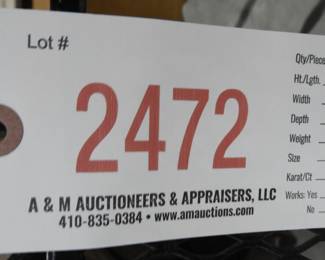 Lot #
2472
A & M AUCTIONEERS & APPRAISERS, LLC
410-835-0384 • www.amauctions.com
Qty/Piece
Ht./Lgth.
Width
Depth
Weight
Size
Karat/Ct
Works: Yes
No